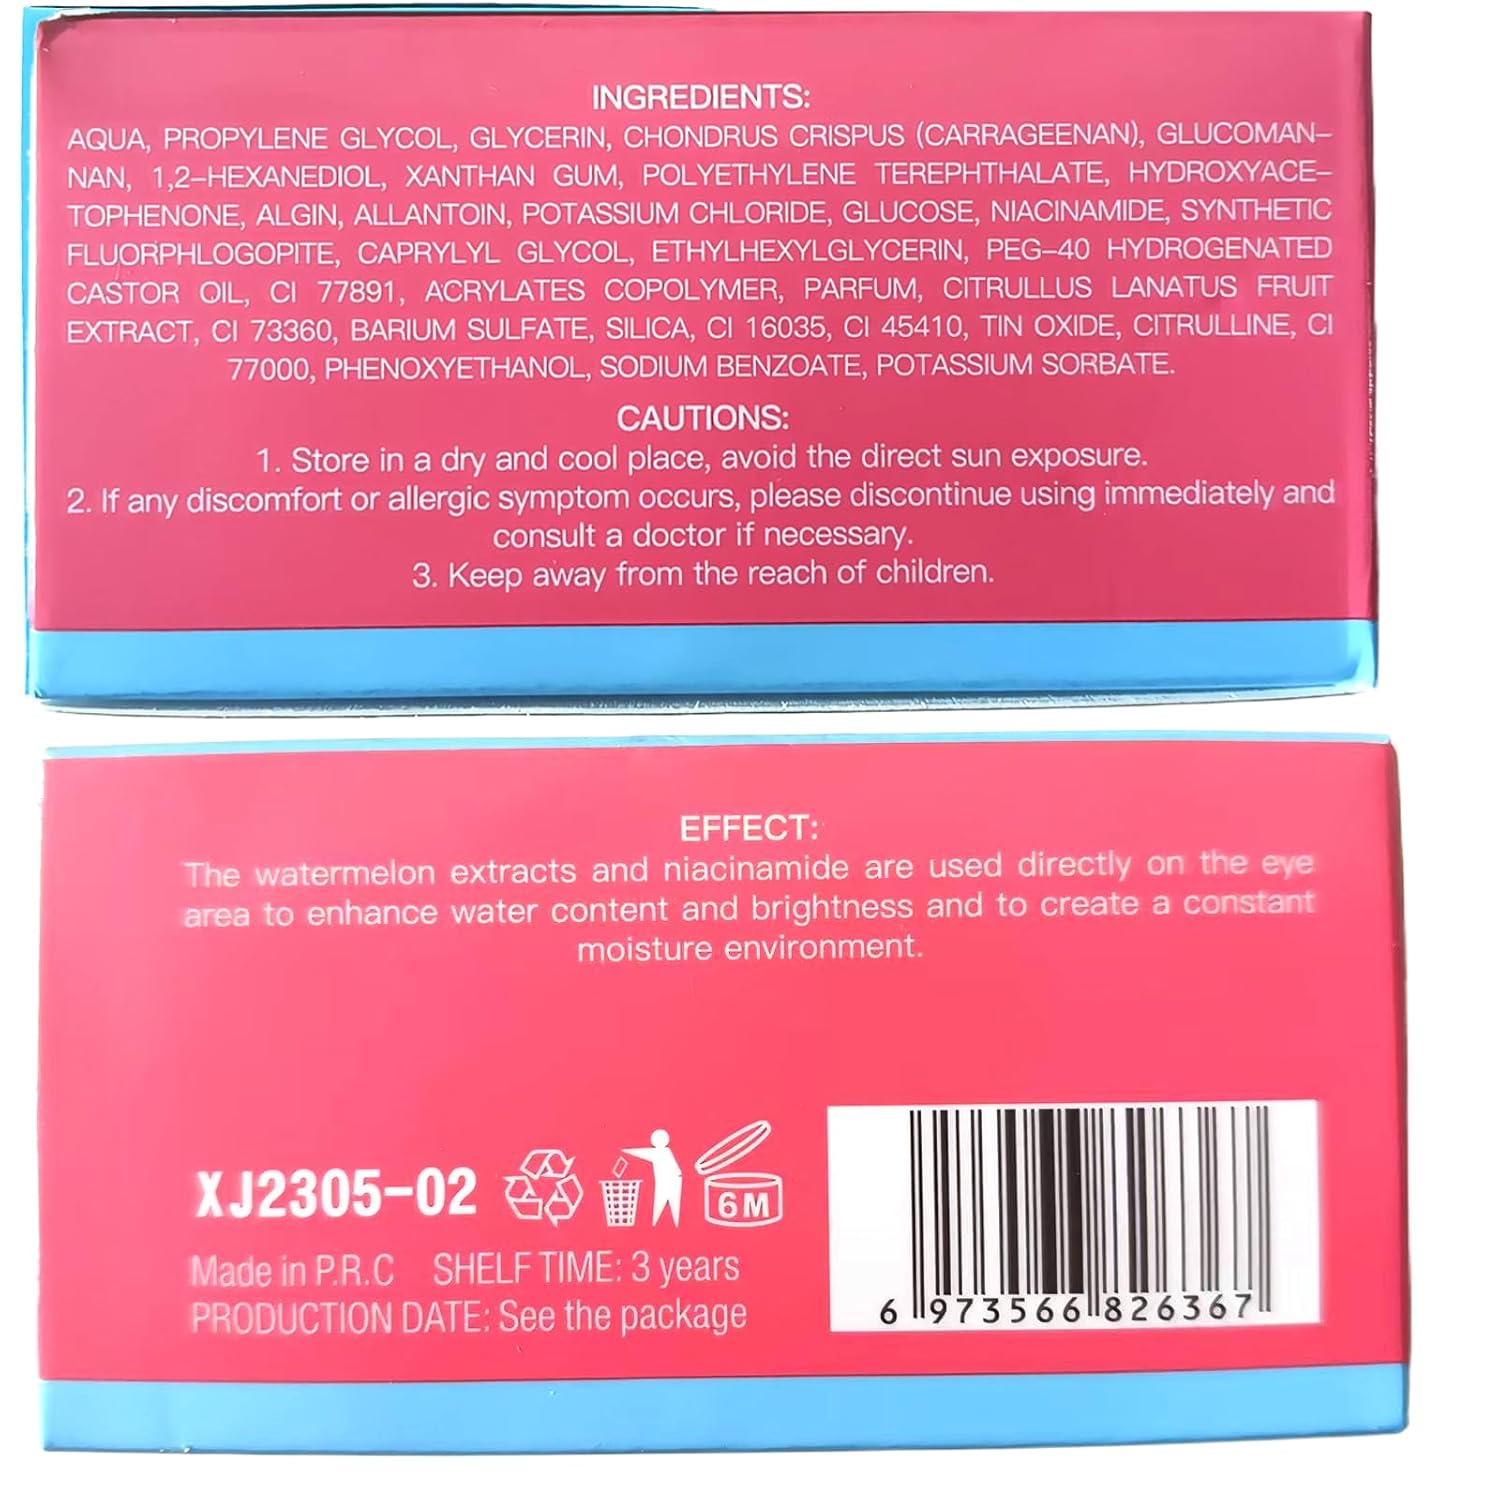 INGREDIENTS:
AQUA, PROPYLENE GLYCOL, GLYCERIN, CHONDRUS CRISPUS (CARRAGEENAN), GLUCOMAN–
NAN, 1,2–HEXANEDIOL, XANTHAN GUM, POLYETHYLENE TEREPHTHALATE, HYDROXYACE–
TOPHENONE, ALGIN, ALLANTOIN, POTASSIUM CHLORIDE, GLUCOSE, NIACINAMIDE, SYNTHETIC
FLUORPHLOGOPITE, CAPRYLYL GLYCOL, ETHYLHEXYLGLYCERIN, PEG–40 HYDROGENATED
CASTOR OIL, CI 77891, ACRYLATES COPOLYMER, PARFUM, CITRULLUS LANATUS FRUIT
EXTRACT, CI 73360, BARIUM SULFATE, SILICA, CI 16035, CI 45410, TIN OXIDE, CITRULLINE, CI
77000, PHENOXYETHANOL, SODIUM BENZOATE, POTASSIUM SORBATE.
CAUTIONS:
1. Store in a dry and cool place, avoid the direct sun exposure.
2. If any discomfort or allergic symptom occurs, please discontinue using immediately and
consult a doctor if necessary.
3. Keep away from the reach of children.
EFFECT:
The watermelon extracts and niacinamide are used directly on the eye
area to enhance water content and brightness and to create a constant
moisture environment.
XJ2305-02
6M
Made in P.R.C SHELF TIME: 3 years
PRODUCTION DATE: See the package
6 973566 826367